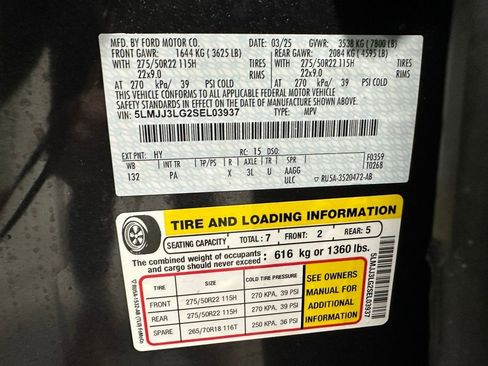 MFD. BY FORD MOTOR CO. 03/25 GVWR: 3538 KG (7800 LB)
FRONT GAWR: 1644 KG (3625 LB) REAR GAWR: 2084 KG (4595 LB)
WITH 275/50R22 115H TIRES WITH 275/50R22 115H TIRES
22x9.0 RIMS 22x9.0 RIMS
AT 270 kPa/ 39 PSI COLD AT 270 kPa/ 39 PSI COLD
THIS VEHICLE CONFORMS TO ALL APPLICABLE FEDERAL MOTOR VEHICLE
SAFETY AND THEFT PREVENTION STANDARDS IN
EFFECT ON THE DATE OF MANUFACTURE SHOWN ABOVE.
VIN: 5LMJJ3LG2SEL03937 TYPE: MPV
EXT PNT: HY RC: 15 DSO: F0359
WB INT TR TP/PS R AXLE TR SPR T0268
132 PA X 3L U AAGG
ULC RU5A-3520472-AB
TIRE AND LOADING INFORMATION
SEATING CAPACITY TOTAL: 7 FRONT: 2 REAR: 5
The combined weight of occupants
and cargo should never exceed: 616 kg or 1360 lbs.
TIRE SIZE COLD TIRE PRESSURE
FRONT 275/50R22 115H 270 KPA, 39 PSI
REAR 275/50R22 115H 270 KPA, 39 PSI
SPARE 265/70R18 116T 250 KPA, 36 PSI
SEE OWNERS
MANUAL FOR
ADDITIONAL
INFORMATION
5LMJJ3LG2SEL03937